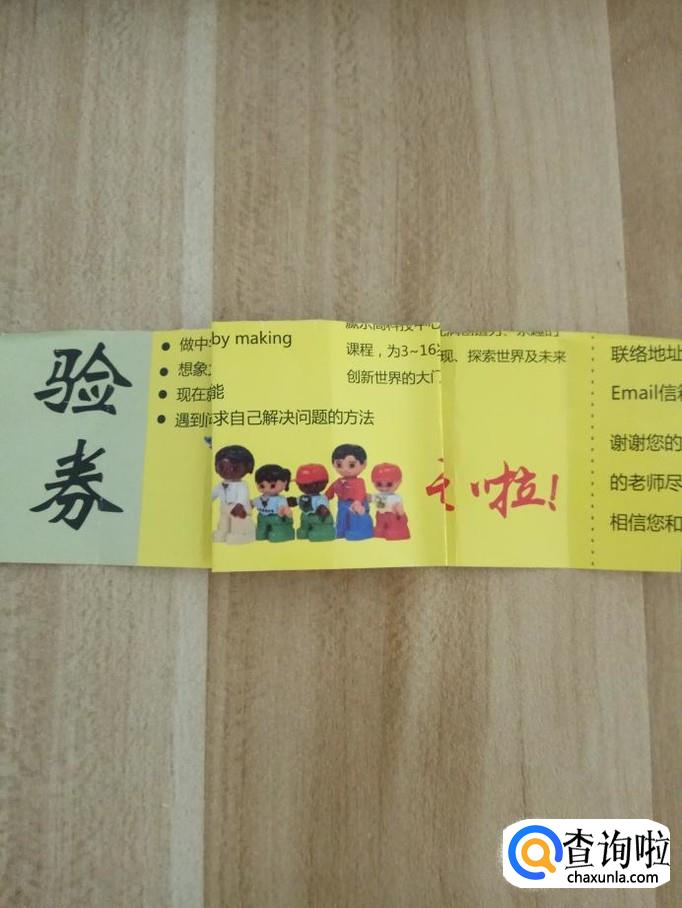 验
券
做中
想象
现在
遇到问
by making
能
求自己解决问题的方法
课程，为3~16
创新世界的大门
现、探索世界及未来
啦!
联络地址
Email信箱
谢谢您的
的老师尽
相信您和
查询啦
chaxunla.com